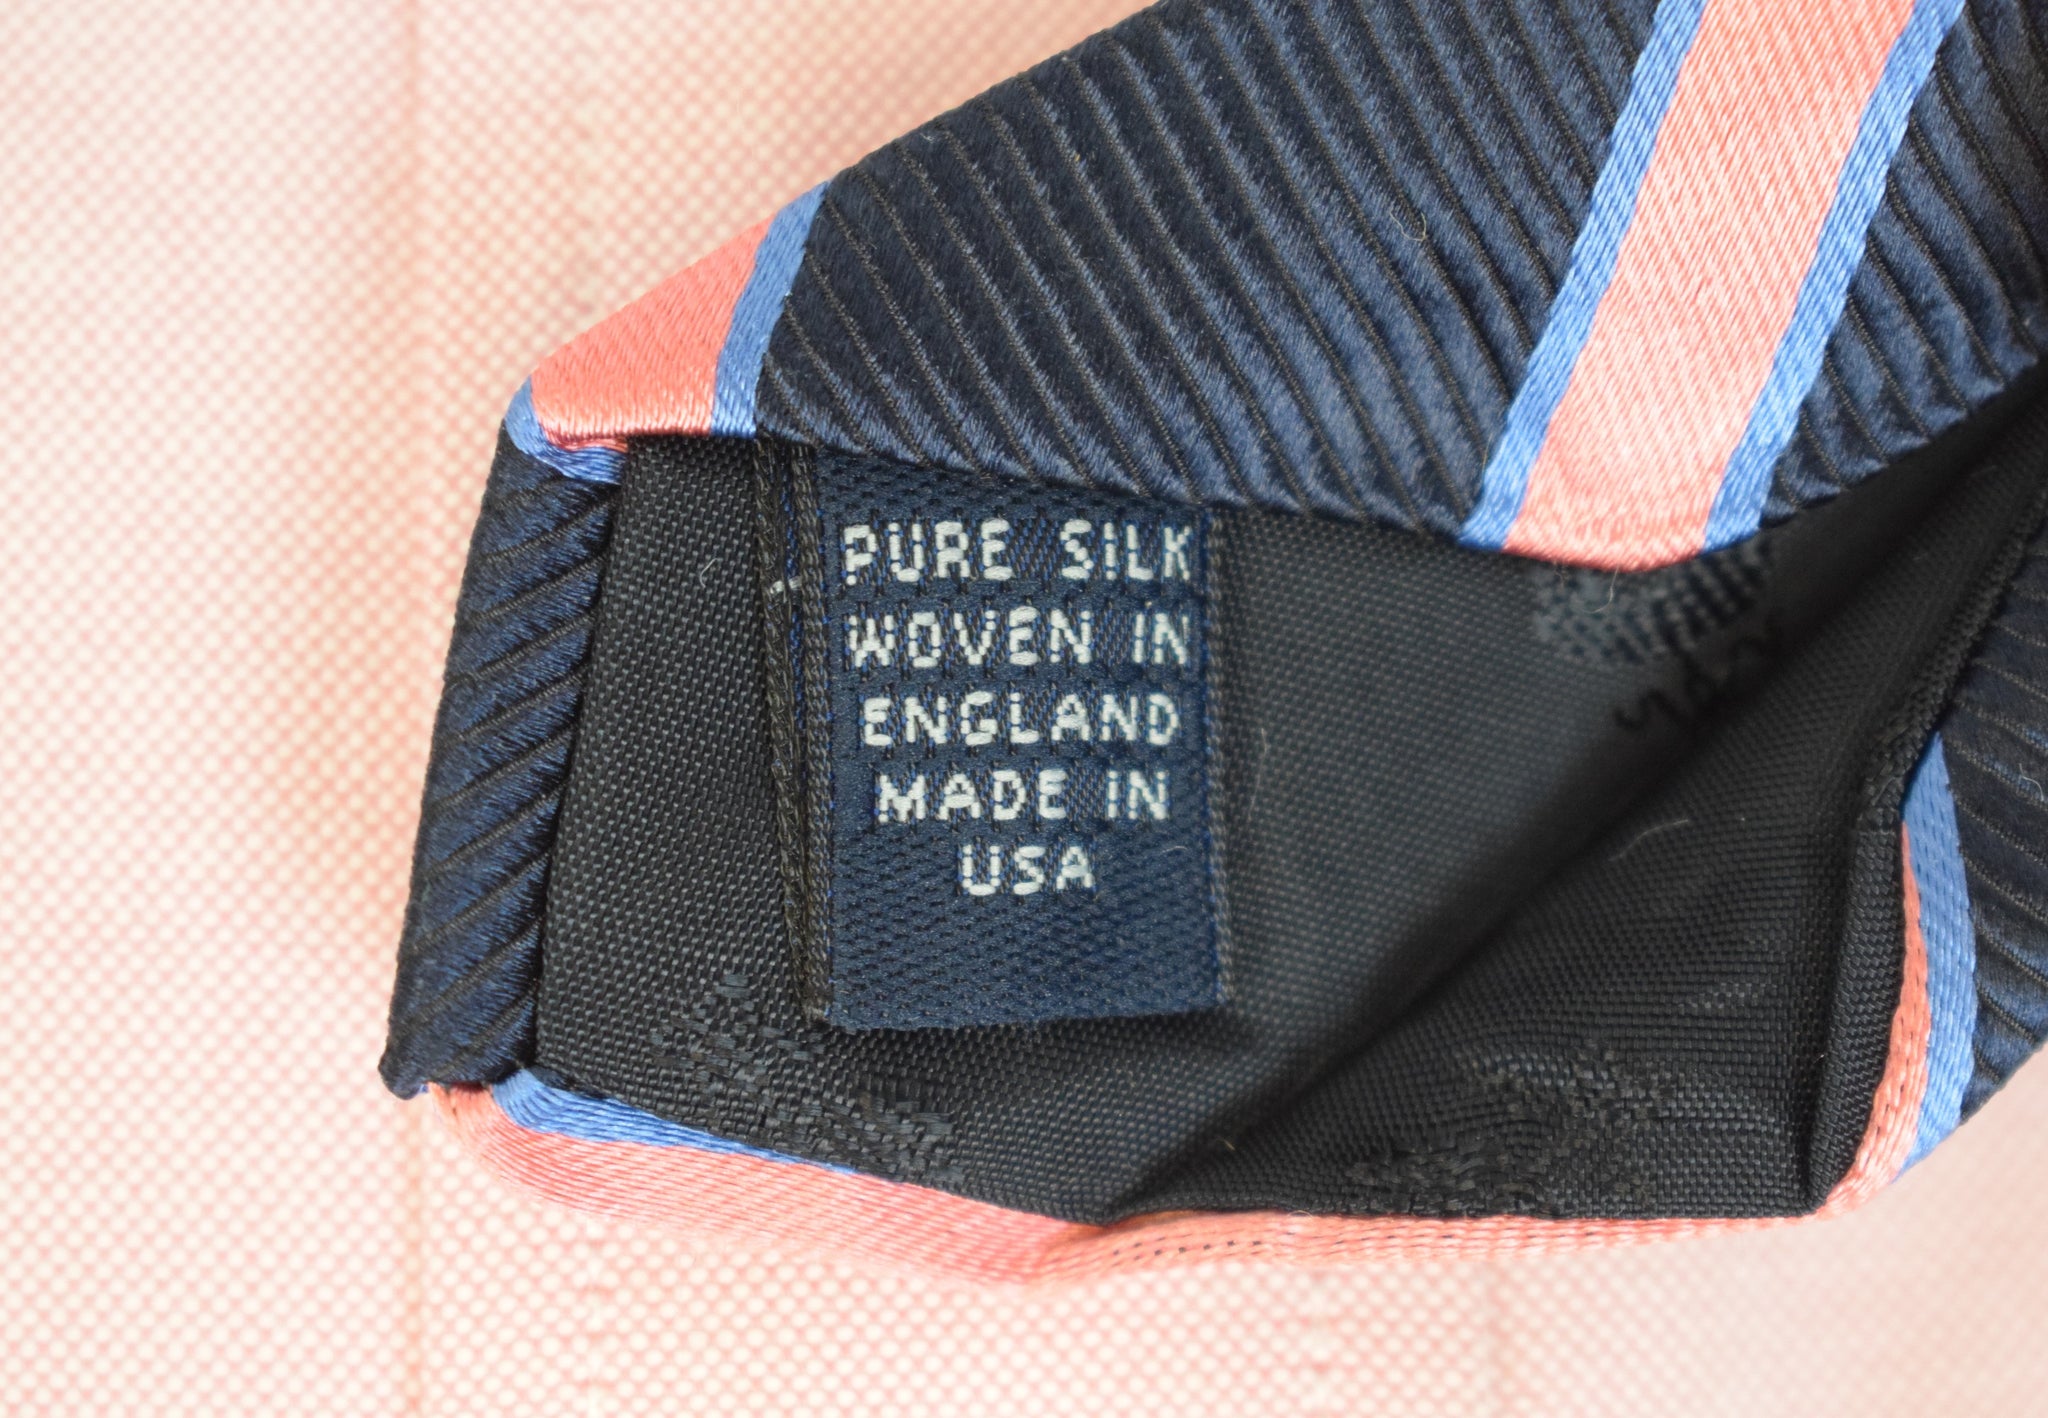 PURE SILK
WOVEN IN
ENGLAND
MADE IN
USA